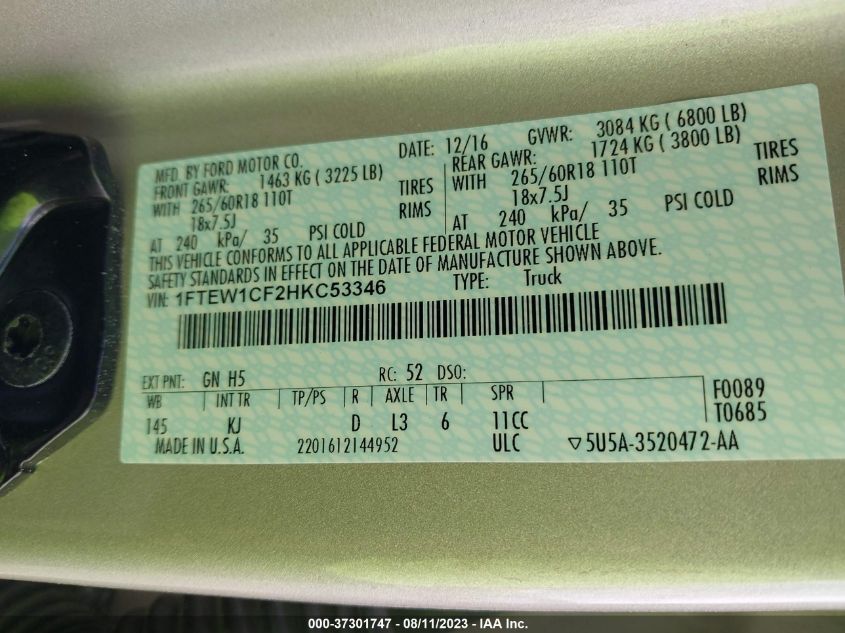 MFD. BY FORD MOTOR CO. DATE: 12/16 GVWR: 3084 KG ( 6800 LB)
FRONT GAWR: 1463 KG ( 3225 LB) REAR GAWR: 1724 KG ( 3800 LB)
WITH 265/60R18 110T TIRES WITH 265/60R18 110T TIRES
18x7.5J RIMS 18x7.5J RIMS
AT 240 kPa/ 35 PSI COLD AT 240 kPa/ 35 PSI COLD
THIS VEHICLE CONFORMS TO ALL APPLICABLE FEDERAL MOTOR VEHICLE
SAFETY STANDARDS IN EFFECT ON THE DATE OF MANUFACTURE SHOWN ABOVE.
VIN: 1FTEW1CF2HKC53346 TYPE: Truck
EXT PNT: GN H5 RC: 52 DSO:
WB INT TR TP/PS R AXLE TR SPR F0089
145 KJ D L3 6 11CC T0685
MADE IN U.S.A. 2201612144952 ULC ▽5U5A-3520472-AA
000-37301747 - 08/11/2023 - IAA Inc.